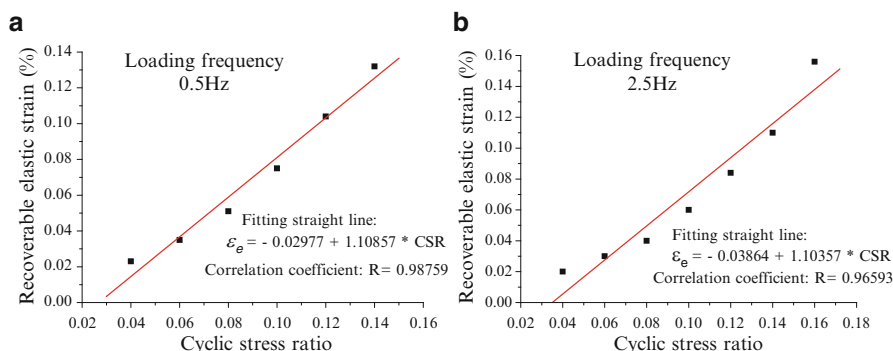 a
Recoverable elastic strain (%)
0.14
0.12
0.10
0.08
0.06
0.04
0.02
0.00
Loading frequency
0.5Hz
Fitting straight line:
εe = - 0.02977 + 1.10857 * CSR
Correlation coefficient: R= 0.98759
0.02 0.04 0.06 0.08 0.10 0.12 0.14 0.16
Cyclic stress ratio
b
Recoverable elastic strain (%)
0.16
0.14
0.12
0.10
0.08
0.06
0.04
0.02
0.00
Loading frequency
2.5Hz
Fitting straight line:
εe = - 0.03864 + 1.10357 * CSR
Correlation coefficient: R= 0.96593
0.02 0.04 0.06 0.08 0.10 0.12 0.14 0.16 0.18
Cyclic stress ratio